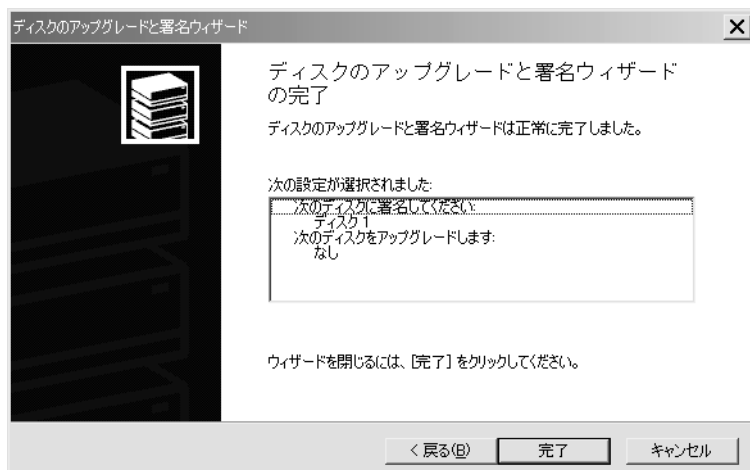 ディスクのアップグレードと署名ウィザード
ディスクのアップグレードと署名ウィザード
の完了
ディスクのアップグレードと署名ウィザードは正常に完了しました。
次の設定が選択されました:
次のディスクに署名してください:
ディスク 1
次のディスクをアップグレードします:
なし
ウィザードを閉じるには、[完了] をクリックしてください。
< 戻る(B)
完了
キャンセル